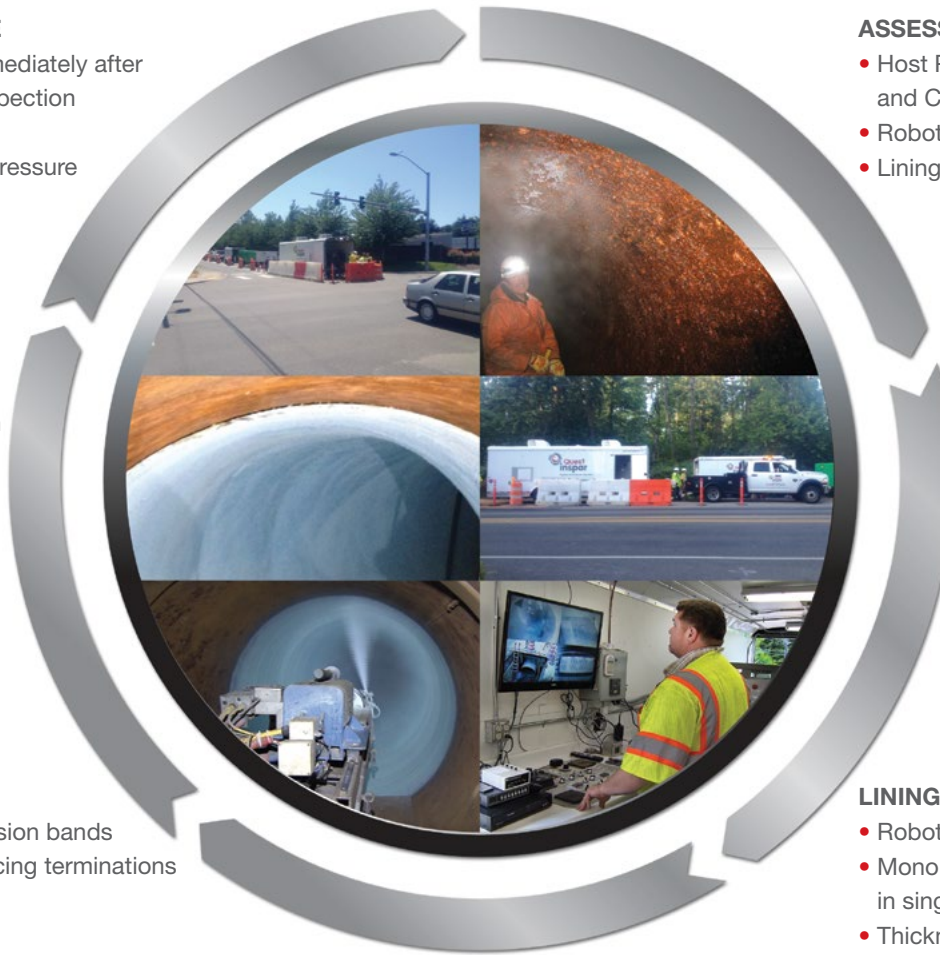 mediately after
pection
ressure
ASSESS
• Host
and C
• Robot
• Lining
Quest
inspar
sion bands
cing terminations
LINING
• Robot
• Mono
in sing
• Thickn